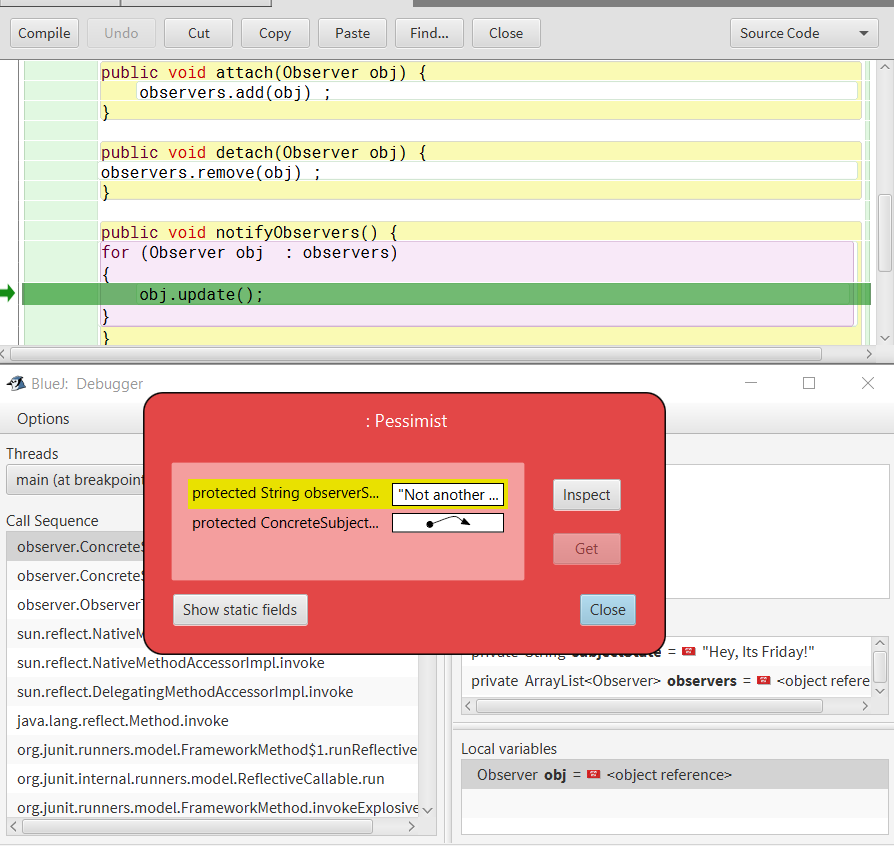 Compile Undo Cut Copy Paste Find... Close Source Code
public void attach(Observer obj) {
observers.add(obj) ;
}
public void detach(Observer obj) {
observers.remove(obj) ;
}
public void notifyObservers() {
for (Observer obj  : observers)
{
obj.update();
}
}
BlueJ: Debugger
Options
: Pessimist
Threads
main (at breakpoint
protected String observerS... "Not another ... Inspect
protected ConcreteSubject...
Get
Call Sequence
observer.ConcreteS
observer.ConcreteS
observer.Observer
Show static fields Close
sun.reflect.NativeM
private String subjectState = "Hey, Its Friday!"
sun.reflect.NativeMethodAccessorImpl.invoke
private ArrayList<Observer> observers = <object refere
sun.reflect.DelegatingMethodAccessorImpl.invoke
java.lang.reflect.Method.invoke
org.junit.runners.model.FrameworkMethod$1.runReflective
Local variables
org.junit.internal.runners.model.ReflectiveCallable.run
Observer obj = <object reference>
org.junit.runners.model.FrameworkMethod.invokeExplosive